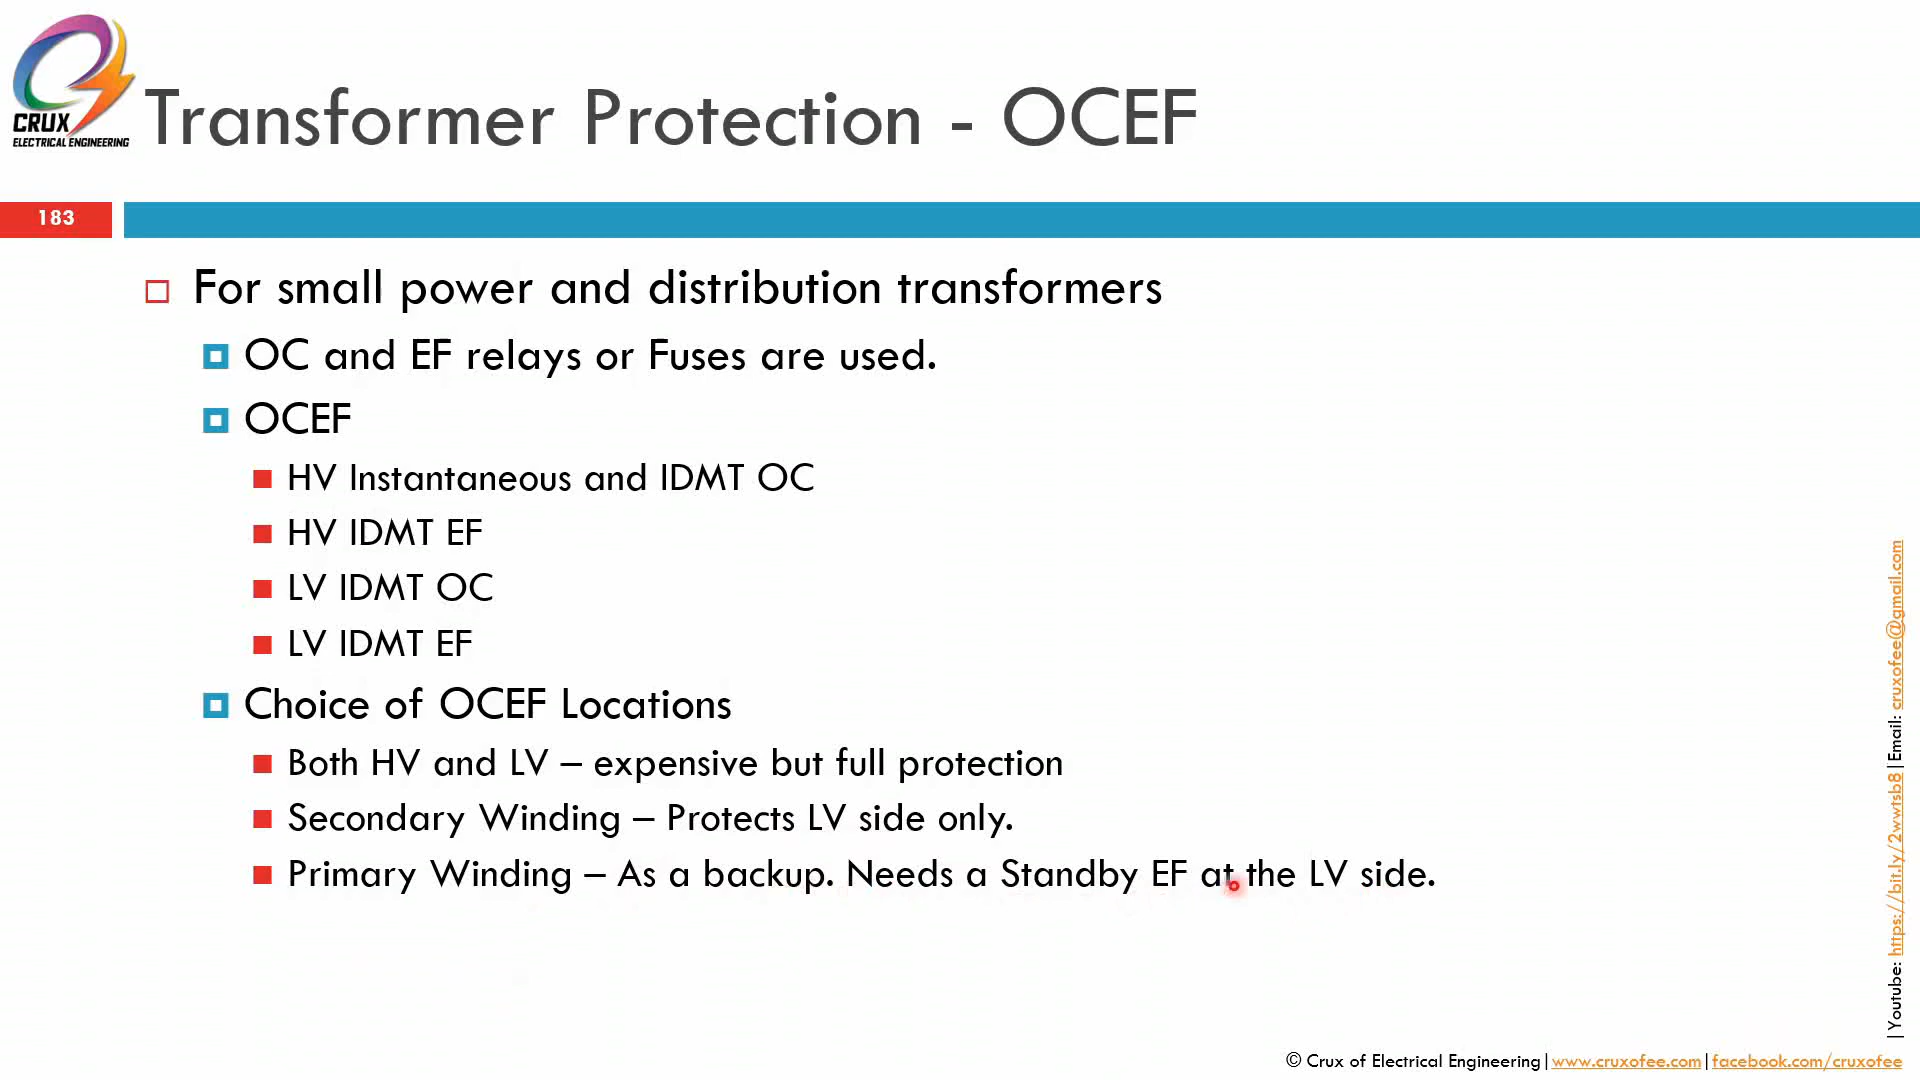 CRUX
ELECTRICAL ENGINEERING
Transformer Protection - OCEF
183
For small power and distribution transformers
OC and EF relays or Fuses are used.
OCEF
HV Instantaneous and IDMT OC
HV IDMT EF
LV IDMT OC
LV IDMT EF
Choice of OCEF Locations
Both HV and LV – expensive but full protection
Secondary Winding – Protects LV side only.
Primary Winding – As a backup. Needs a Standby EF at the LV side.
|Youtube: https://bit.ly/2wwtsb8|Email: cruxofee@gmail.com
© Crux of Electrical Engineering|www.cruxofee.com|facebook.com/cruxofee